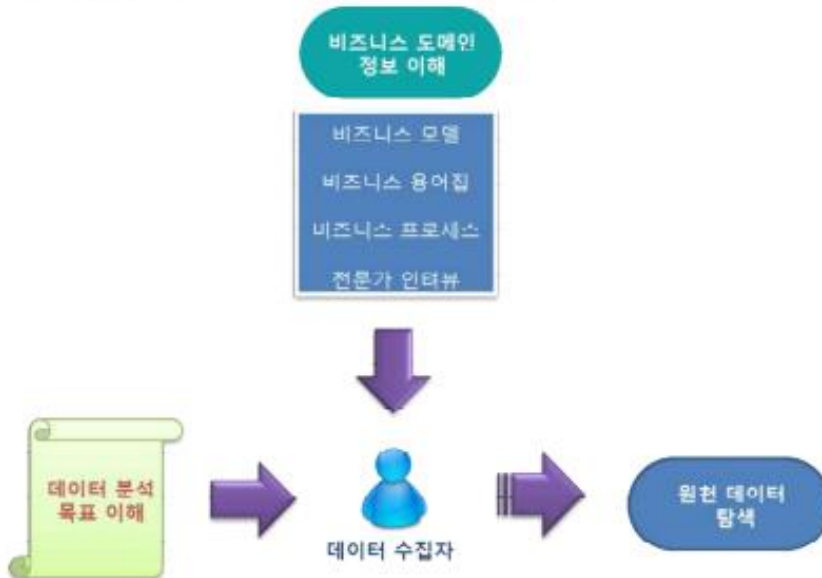 비즈니스 도메인
정보 이해
비즈니스 모델
비즈니스 용어집
비즈니스 프로세스
전문가 인터뷰
데이터 분석
목표 이해
데이터 수집자
원천 데이터
탐색